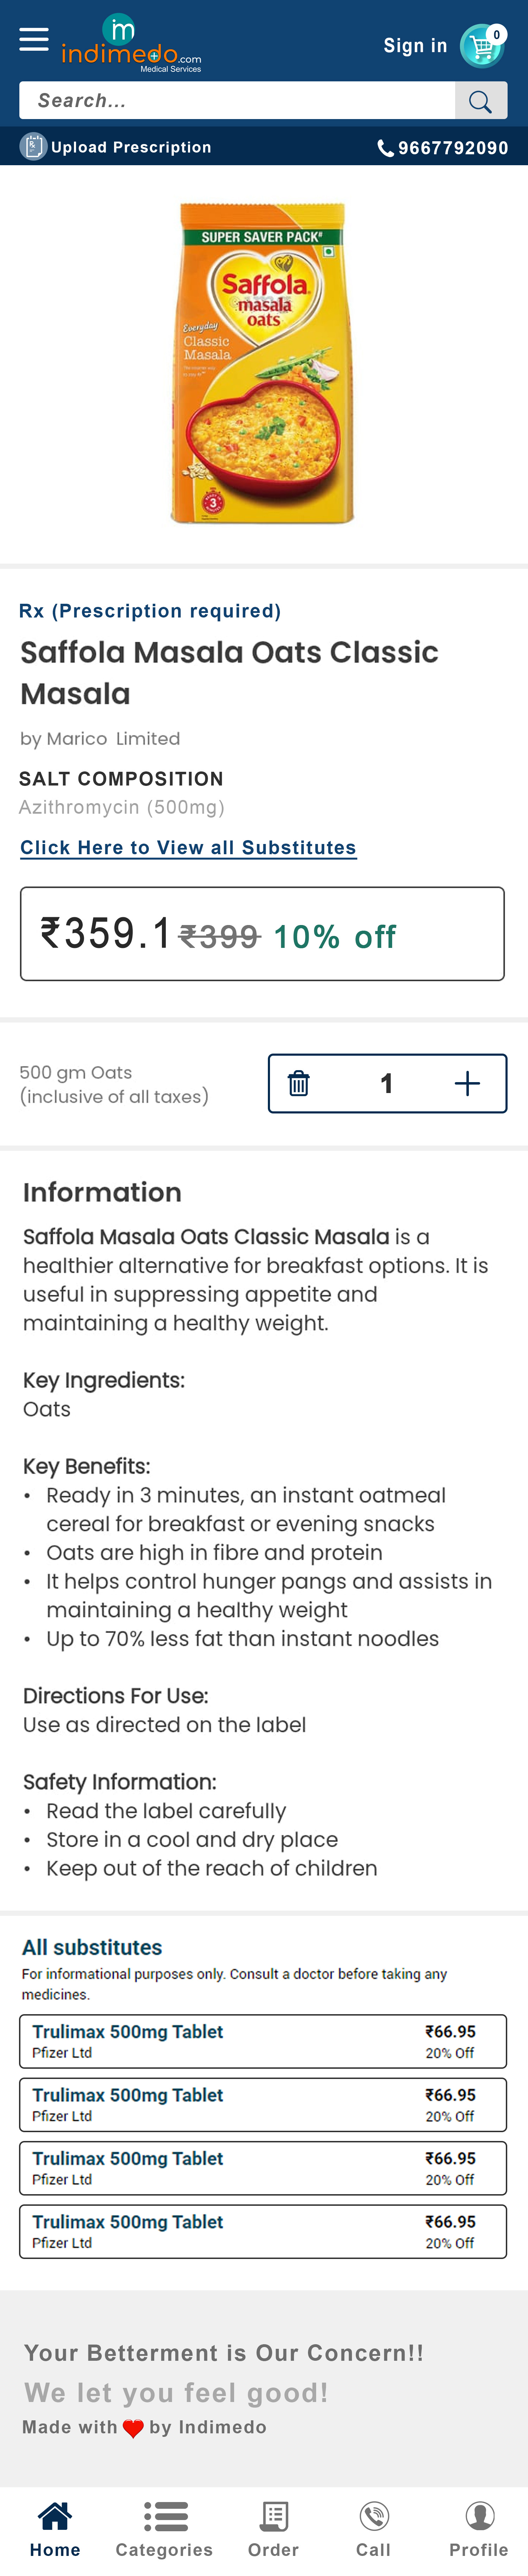 im
indimedo.com
Medical Services
Sign in
0
Search...
Upload Prescription
9667792090
SUPER SAVER PACK#
Saffola
masala
oats
Everyday
Classic
Masala
3
Rx (Prescription required)
Saffola Masala Oats Classic
Masala
by Marico Limited
SALT COMPOSITION
Azithromycin (500mg)
Click Here to View all Substitutes
₹359.1 ₹399 10% off
500 gm Oats
(inclusive of all taxes)
1
Information
Saffola Masala Oats Classic Masala is a
healthier alternative for breakfast options. It is
useful in suppressing appetite and
maintaining a healthy weight.
Key Ingredients:
Oats
Key Benefits:
• Ready in 3 minutes, an instant oatmeal
cereal for breakfast or evening snacks
• Oats are high in fibre and protein
• It helps control hunger pangs and assists in
maintaining a healthy weight
• Up to 70% less fat than instant noodles
Directions For Use:
Use as directed on the label
Safety Information:
• Read the label carefully
• Store in a cool and dry place
• Keep out of the reach of children
All substitutes
For informational purposes only. Consult a doctor before taking any
medicines.
Trulimax 500mg Tablet ₹66.95
Pfizer Ltd 20% Off
Trulimax 500mg Tablet ₹66.95
Pfizer Ltd 20% Off
Trulimax 500mg Tablet ₹66.95
Pfizer Ltd 20% Off
Trulimax 500mg Tablet ₹66.95
Pfizer Ltd 20% Off
Your Betterment is Our Concern!!
We let you feel good!
Made with ❤ by Indimedo
Home Categories Order Call Profile